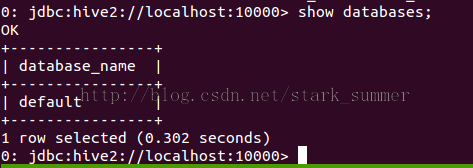 0: jdbc:hive2://localhost:10000> show databases;
OK
+----------------+
| database_name  |
+----------------+
| default        |
+----------------+
http://blog.csdn.net/stark_summer
1 row selected (0.302 seconds)
0: jdbc:hive2://localhost:10000>